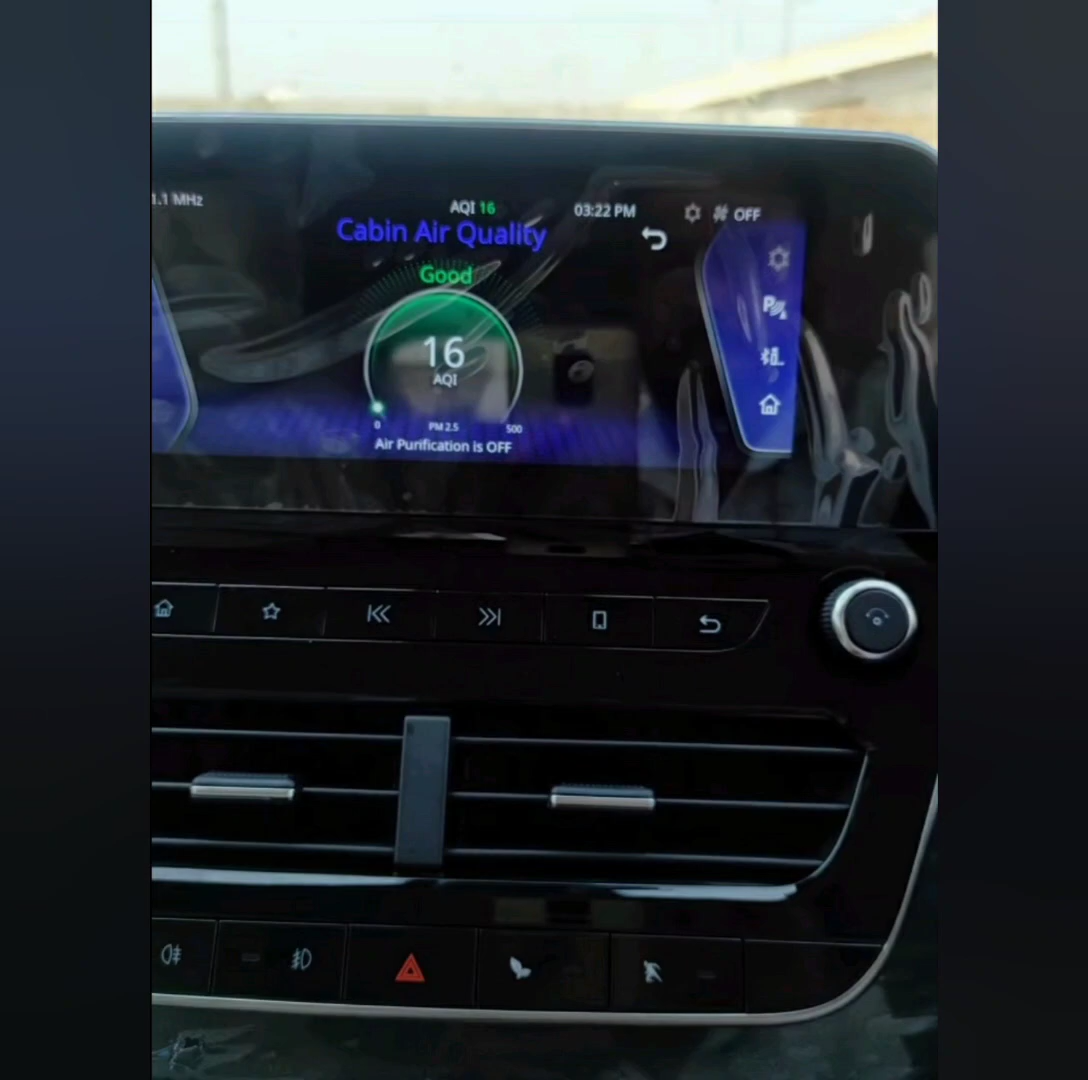 1.1 MHz
AQI 16
03:22 PM
OFF
Cabin Air Quality
Good
16
AQI
0
PM 2.5
500
Air Purification is OFF
P